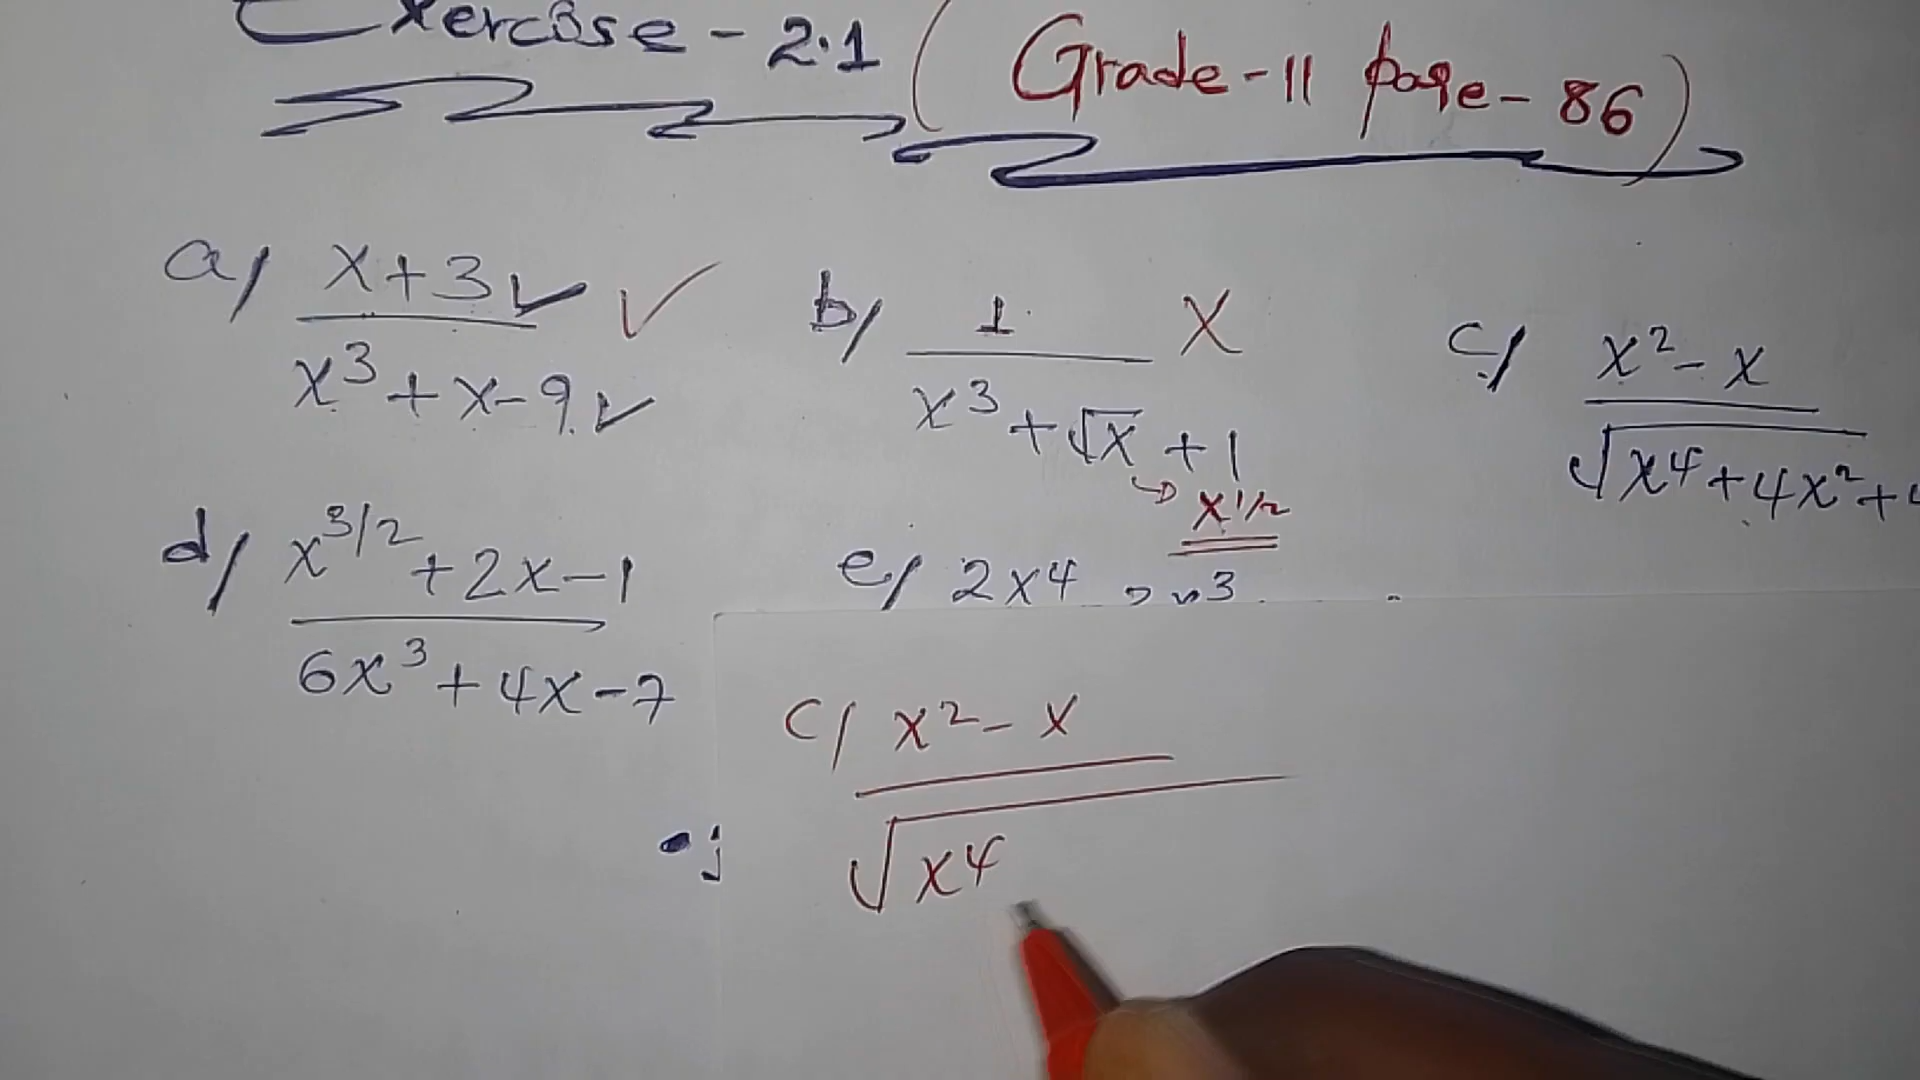 Exercise - 2.1 (Grade - 11 page - 86)
a/ x+3 ✓ ✓
x³ + x - 9 ✓
b/ 1 X
x³ + √x + 1
→ x^1/2
c/ x² - x
√x⁴ + 4x² + 4
d/ x^3/2 + 2x - 1
6x³ + 4x - 7
e/ 2x⁴
c/ x² - x
√x⁴